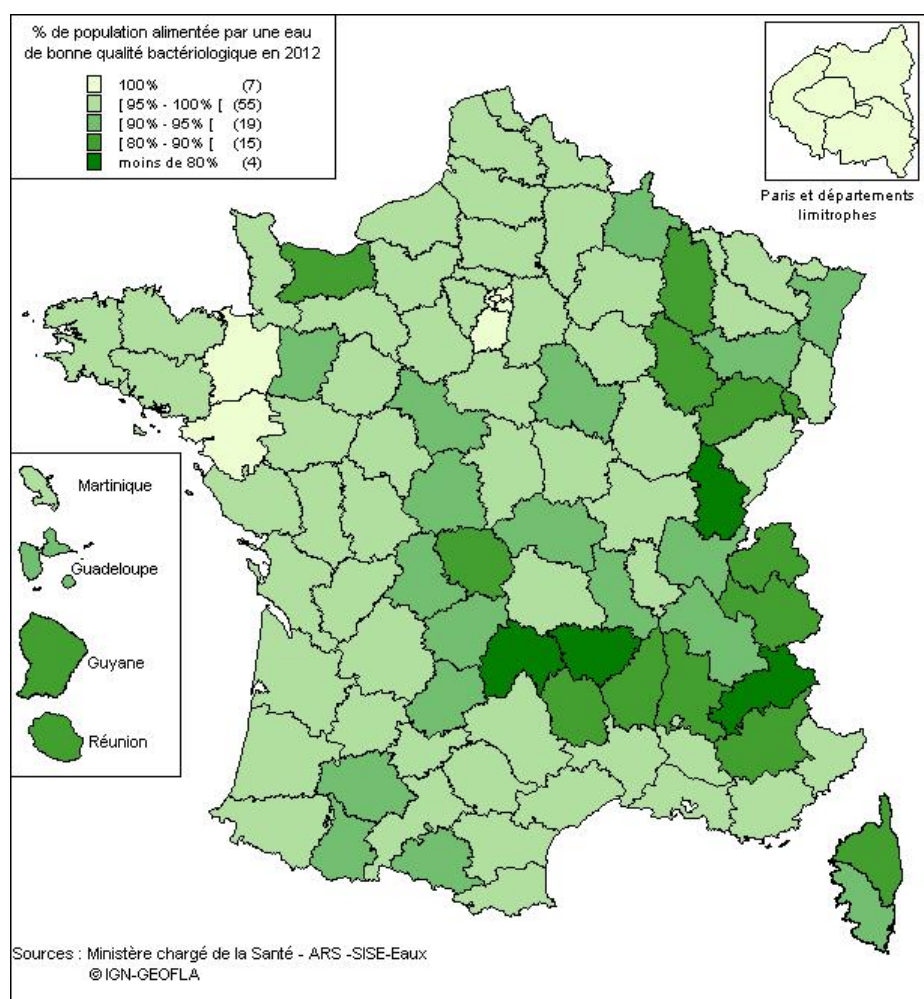 % de population alimentée par une eau
de bonne qualité bactériologique en 2012
100% (7)
[ 95% - 100% [ (55)
[ 90% - 95% [ (19)
[ 80% - 90% [ (15)
moins de 80% (4)
Paris et départements
limitrophes
Martinique
Guadeloupe
Guyane
Réunion
Sources : Ministère chargé de la Santé - ARS -SISE-Eaux
© IGN-GEOFLA